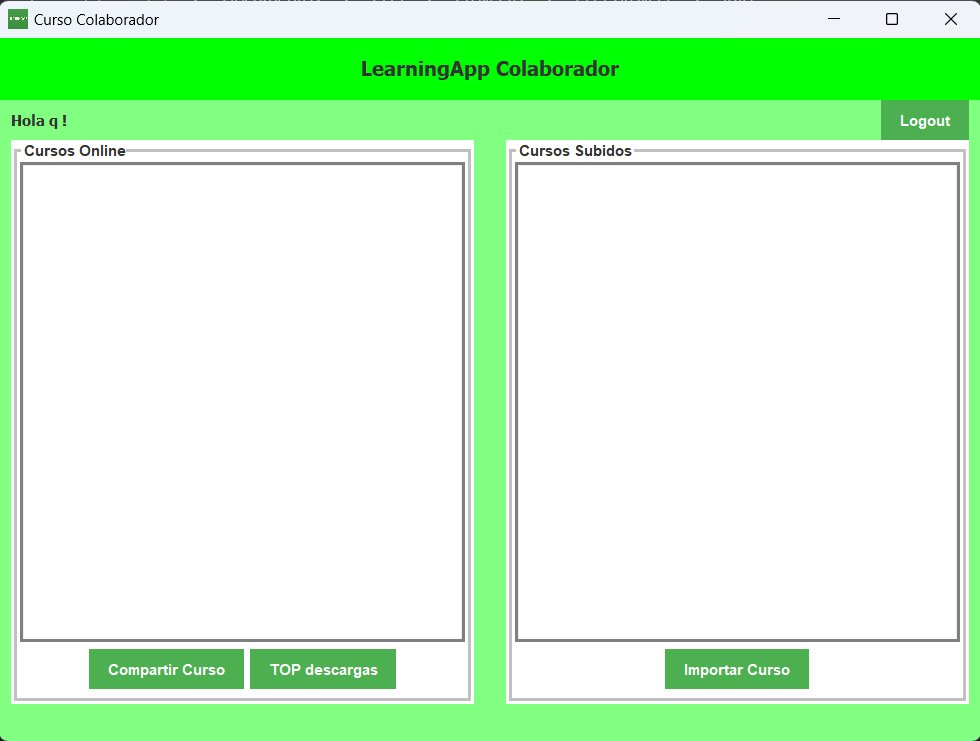 Curso Colaborador
LearningApp Colaborador
Hola q !
Logout
Cursos Online
Cursos Subidos
Compartir Curso
TOP descargas
Importar Curso